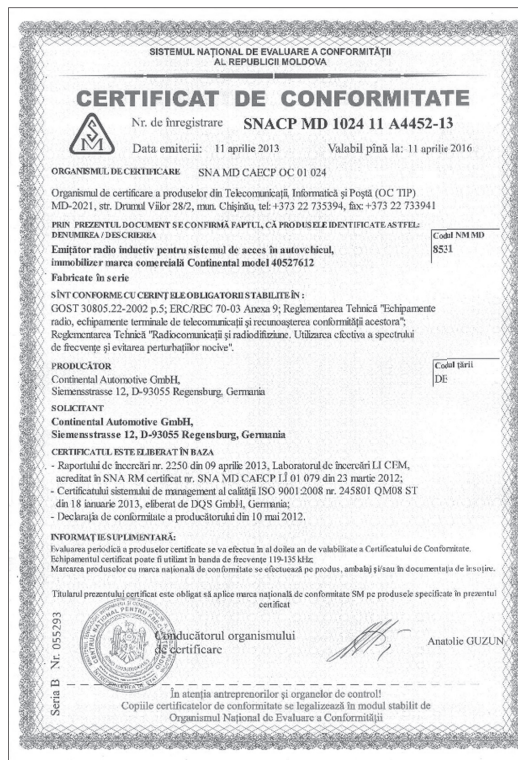 SISTEMUL NAȚIONAL DE EVALUARE A CONFORMITĂȚII
AL REPUBLICII MOLDOVA
CERTIFICAT DE CONFORMITATE
SM
Nr. de înregistrare SNACP MD 1024 11 A4452-13
Data emiterii: 11 aprilie 2013 Valabil pînă la: 11 aprilie 2016
ORGANISMUL DE CERTIFICARE SNA MD CAECP OC 01 024
Organismul de certificare a produselor din Telecomunicații, Informatică și Poștă (OC TIP)
MD-2021, str. Drumul Viilor 28/2, mun. Chișinău, tel: +373 22 735394, fax: +373 22 733941
PRIN PREZENTUL DOCUMENT SE CONFIRMĂ FAPTUL, CĂ PRODUSELE IDENTIFICATE ASTFEL:
DENUMIREA / DESCRIEREA
Codul NM MD
8531
Emițător radio inductiv pentru sistemul de acces în autovehicul,
immobilizer marca comercială Continental model 40527612
Fabricate în serie
SÎNT CONFORME CU CERINȚELE OBLIGATORII STABILITE ÎN :
GOST 30805.22-2002 p.5; ERC/REC 70-03 Anexa 9; Reglementarea Tehnică "Echipamente
radio, echipamente terminale de telecomunicații și recunoașterea conformității acestora";
Reglementarea Tehnică "Radiocomunicații și radiodifuziune. Utilizarea efectivă a spectrului
de frecvențe și evitarea perturbațiilor nocive".
PRODUCĂTOR
Codul țării
DE
Continental Automotive GmbH,
Siemensstrasse 12, D-93055 Regensburg, Germania
SOLICITANT
Continental Automotive GmbH,
Siemensstrasse 12, D-93055 Regensburg, Germania
CERTIFICATUL ESTE ELIBERAT ÎN BAZA
- Raportului de încercări nr. 2250 din 09 aprilie 2013, Laboratorul de încercări LI CEM,
acreditat în SNA RM certificat nr. SNA MD CAECP LÎ 01 079 din 23 martie 2012;
- Certificatului sistemului de management al calității ISO 9001:2008 nr. 245801 QM08 ST
din 18 ianuarie 2013, eliberat de DQS GmbH, Germania;
- Declarația de conformitate a producătorului din 10 mai 2012.
INFORMAȚIE SUPLIMENTARĂ:
Evaluarea periodică a produselor certificate se va efectua în al doilea an de valabilitate a Certificatului de Conformitate.
Echipamentul certificat poate fi utilizat în banda de frecvențe 119-135 kHz;
Marcarea produselor cu marca națională de conformitate se efectuează pe produs, ambalaj și/sau în documentația de însoțire.
Titularul prezentului certificat este obligat să aplice marca națională de conformitate SM pe produsele specificate în prezentul
certificat
Conducătorul organismului
de certificare
Anatolie GUZUN
Seria B Nr. 055293
În atenția antreprenorilor și organelor de control!
Copiile certificatelor de conformitate se legalizează în modul stabilit de
Organismul Național de Evaluare a Conformității